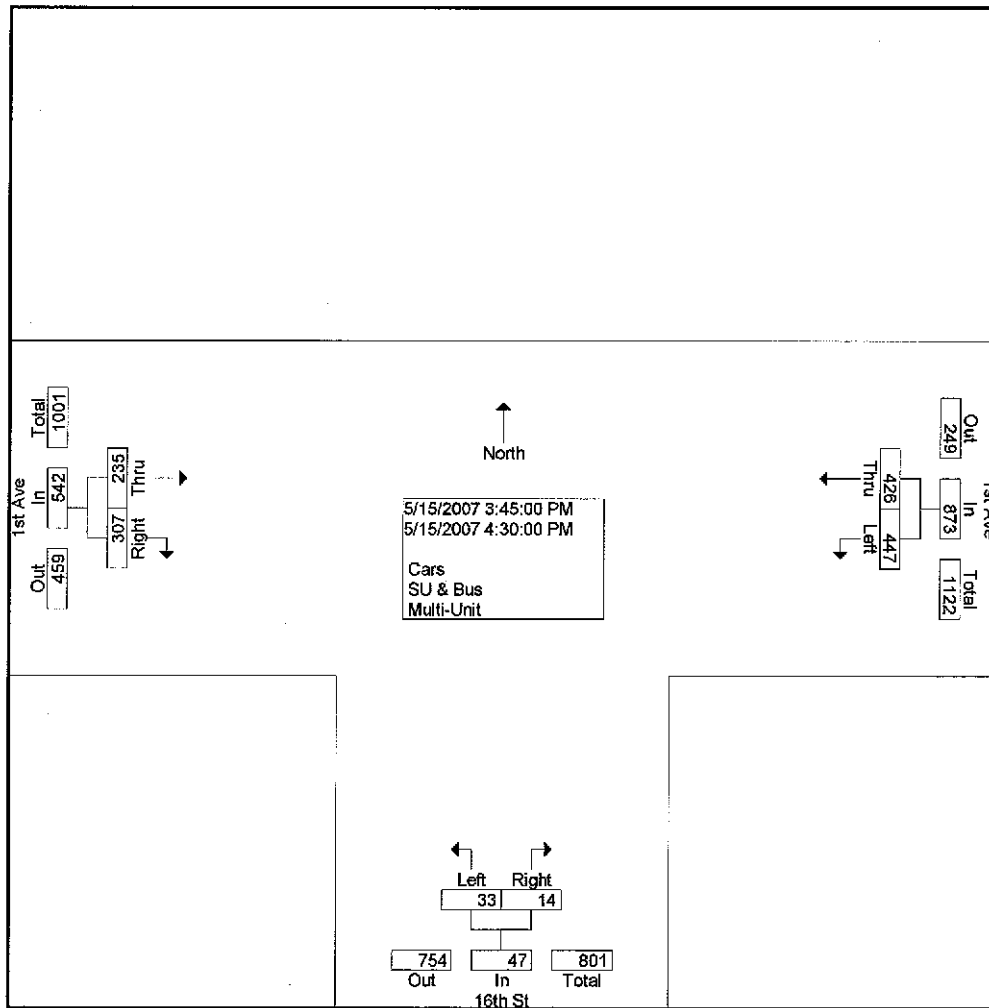 1st Ave
Total
1001
In
542
Out
459
235
Thru
307
Right
North
5/15/2007 3:45:00 PM
5/15/2007 4:30:00 PM
Cars
SU & Bus
Multi-Unit
Thru
426
Left
447
Out
249
In
873
Total
1122
1st Ave
Left Right
33 14
754 47 801
Out In Total
16th St